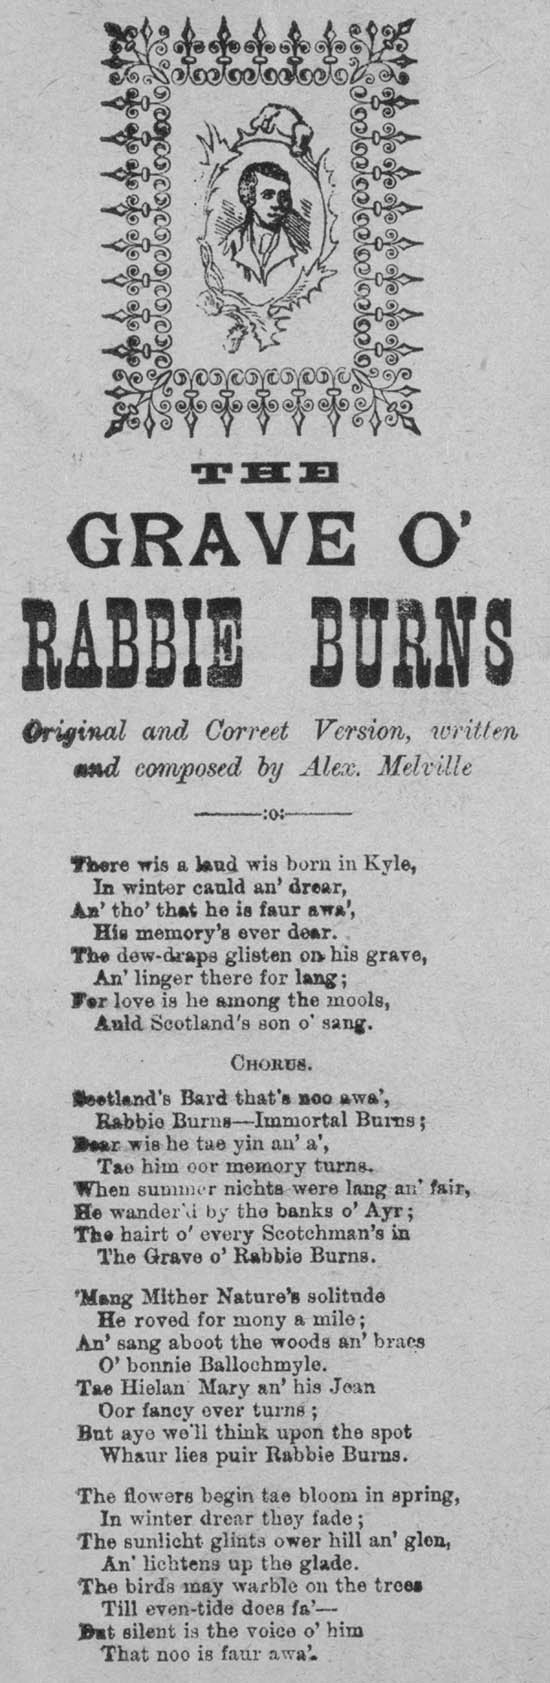 THE
GRAVE O'
RABBIE BURNS
Original and Correet Version, written
and composed by Alex. Melville
:o:
There wis a laud wis born in Kyle,
In winter cauld an' drear,
An' tho' that he is faur awa',
His memory's ever dear.
The dew-draps glisten on his grave,
An' linger there for lang;
For love is he among the mools,
Auld Scotland's son o' sang.
CHORUS.
Scotland's Bard that's noo awa',
Rabbie Burns—Immortal Burns;
Dear wis he tae yin an' a',
Tae him oor memory turns.
When summer nichts were lang an' fair,
He wander'd by the banks o' Ayr;
The hairt o' every Scotchman's in
The Grave o' Rabbie Burns.
'Mang Mither Nature's solitude
He roved for mony a mile;
An' sang aboot the woods an' braes
O' bonnie Ballochmyle.
Tae Hielan Mary an' his Jean
Oor fancy ever turns;
But aye we'll think upon the spot
Whaur lies puir Rabbie Burns.
The flowers begin tae bloom in spring,
In winter drear they fade;
The sunlicht glints ower hill an' glen,
An' lichtens up the glade.
The birds may warble on the trees
Till even-tide does fa'—
But silent is the voice o' him
That noo is faur awa'.